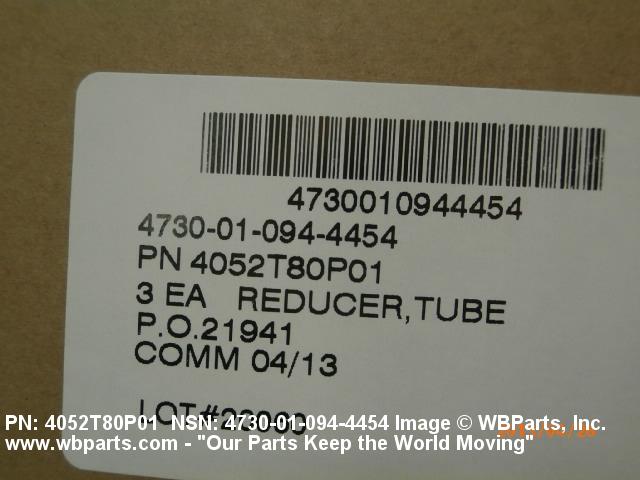 4730010944454
4730-01-094-4454
PN 4052T80P01
3 EA REDUCER,TUBE
P.O.21941
COMM 04/13
PN: 4052T80P01 NSN: 4730-01-094-4454 Image © WBParts, Inc.
www.wbparts.com - "Our Parts Keep the World Moving"